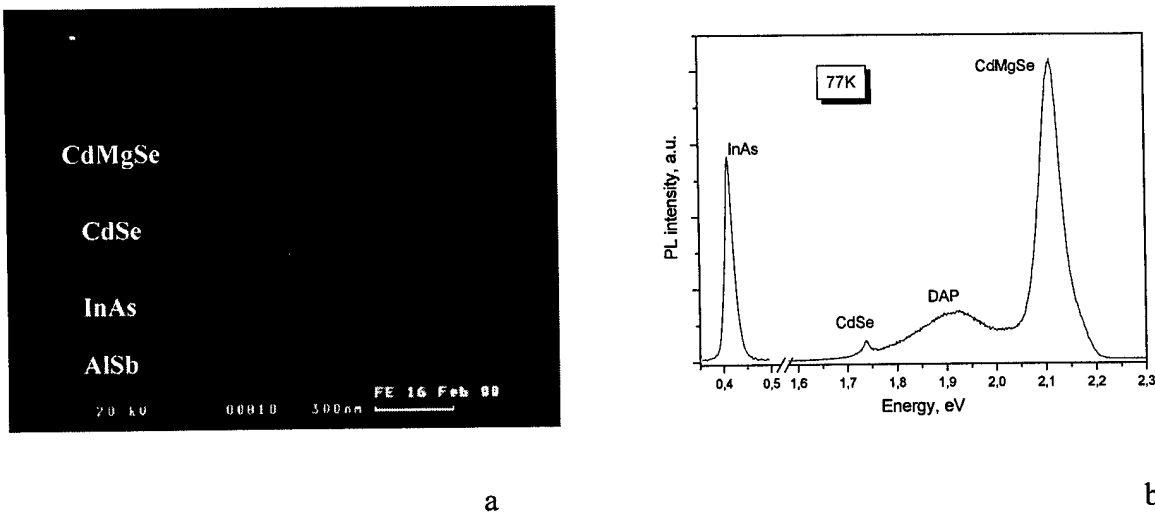 CdMgSe
CdSe
InAs
AlSb
20 kV 00010 300nm FE 16 Feb 00
a
77K
CdMgSe
InAs
DAP
CdSe
PL intensity, a.u.
0,4 0,5 1,6 1,7 1,8 1,9 2,0 2,1 2,2 2,3
Energy, eV
b